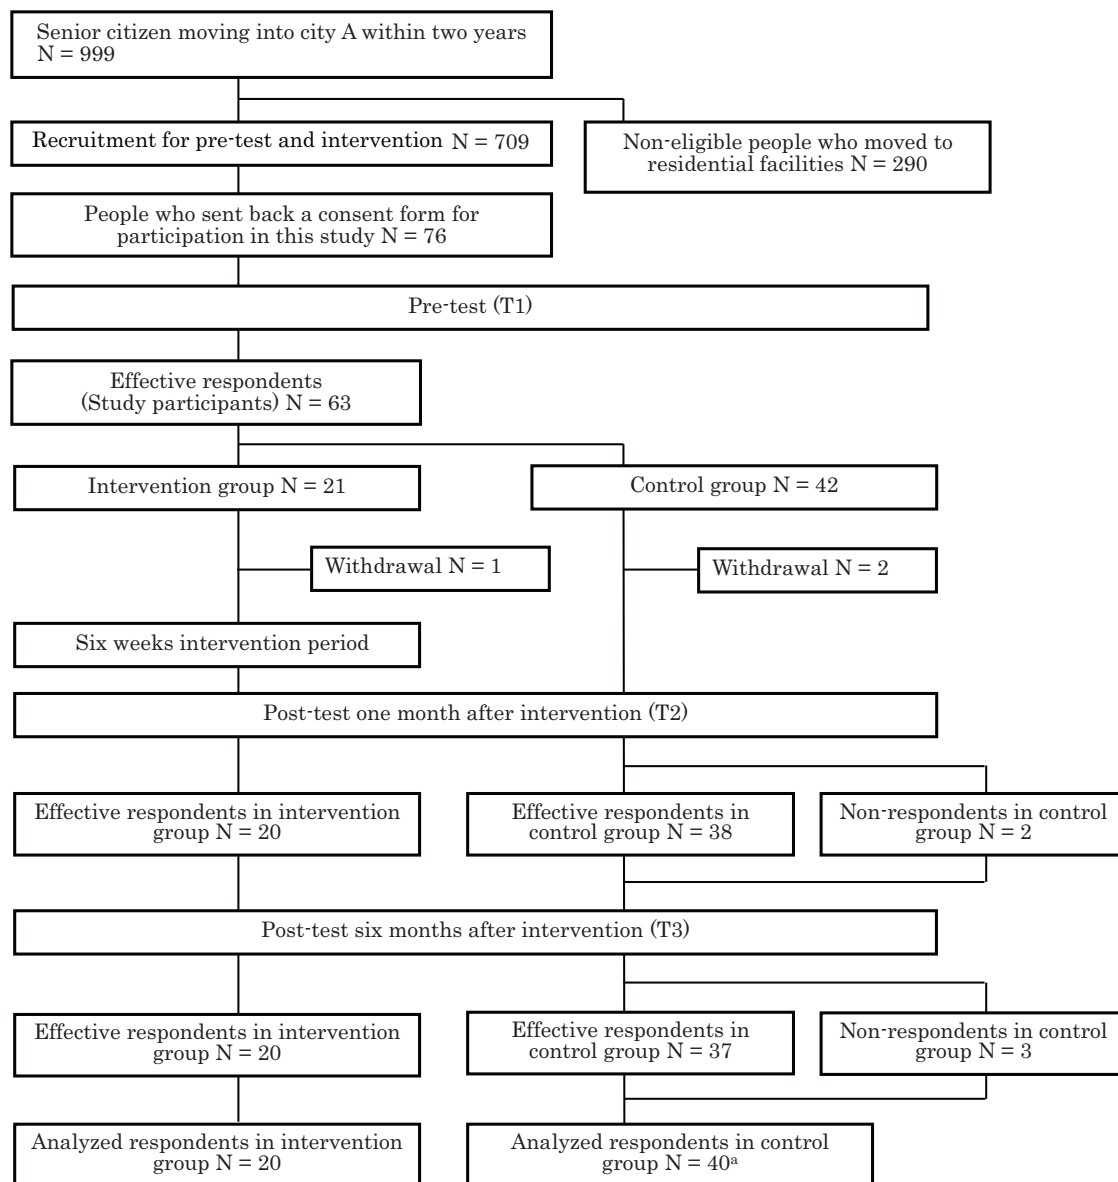 Senior citizen moving into city A within two years
N = 999
Recruitment for pre-test and intervention N = 709
Non-eligible people who moved to
residential facilities N = 290
People who sent back a consent form for
participation in this study N = 76
Pre-test (T1)
Effective respondents
(Study participants) N = 63
Intervention group N = 21
Control group N = 42
Withdrawal N = 1
Withdrawal N = 2
Six weeks intervention period
Post-test one month after intervention (T2)
Effective respondents in intervention
group N = 20
Effective respondents in
control group N = 38
Non-respondents in control
group N = 2
Post-test six months after intervention (T3)
Effective respondents in intervention
group N = 20
Effective respondents in
control group N = 37
Non-respondents in control
group N = 3
Analyzed respondents in intervention
group N = 20
Analyzed respondents in control
group N = 40ᵃ